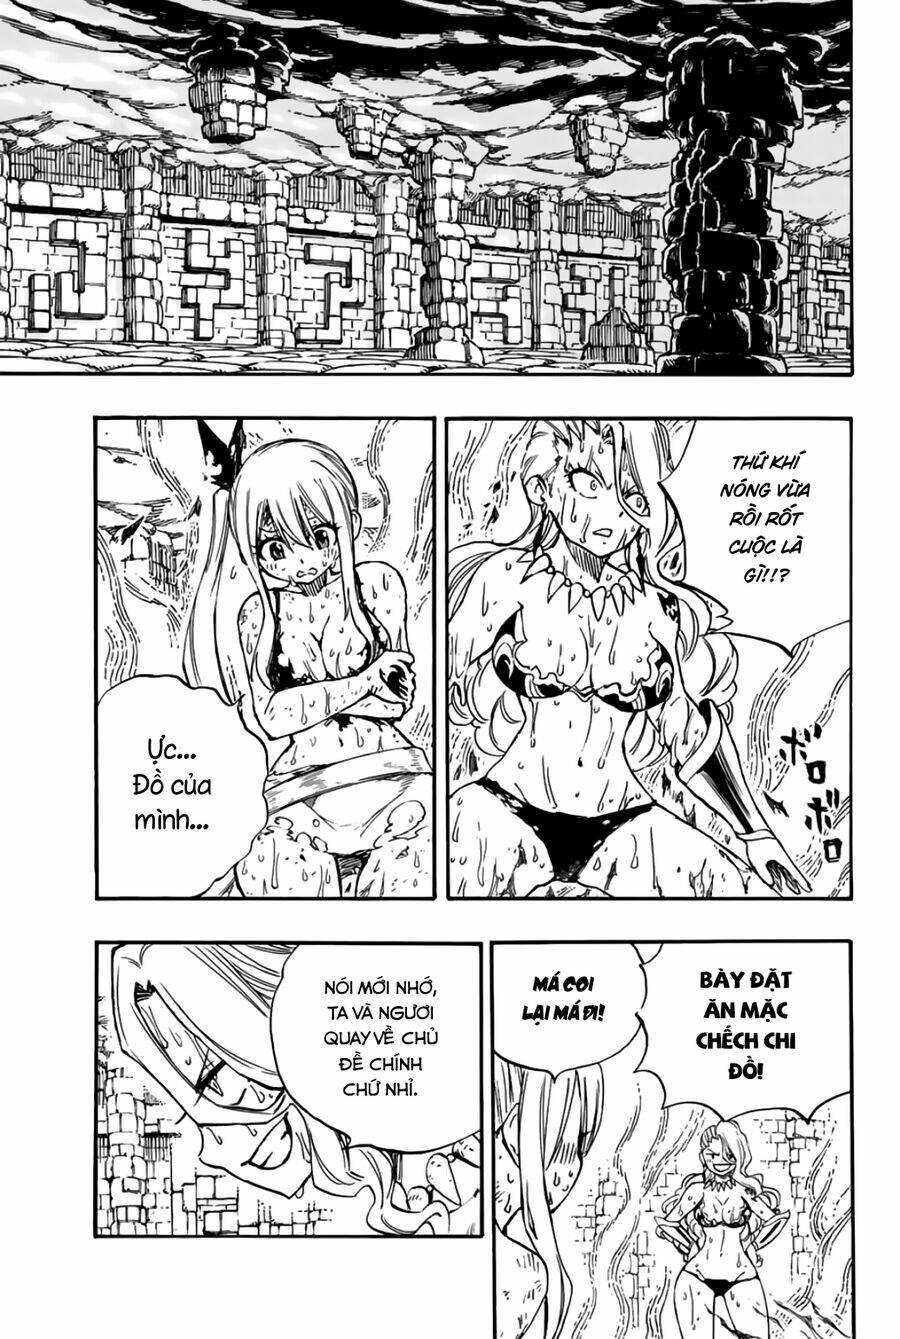 THỨ KHÍ
NÓNG VỪA
RỒI RỐT
CUỘC LÀ
GÌ!!?
ボロボロ
Ực...
Đồ của
mình...
BÀY ĐẶT
ĂN MẶC
CHẾCH CHI
ĐỒ!
MÁ COI
LẠI MÁ ĐI!
NÓI MỚI NHỚ,
TA VÀ NGƯƠI
QUAY VỀ CHỦ
ĐỀ CHÍNH
CHỨ NHỈ.